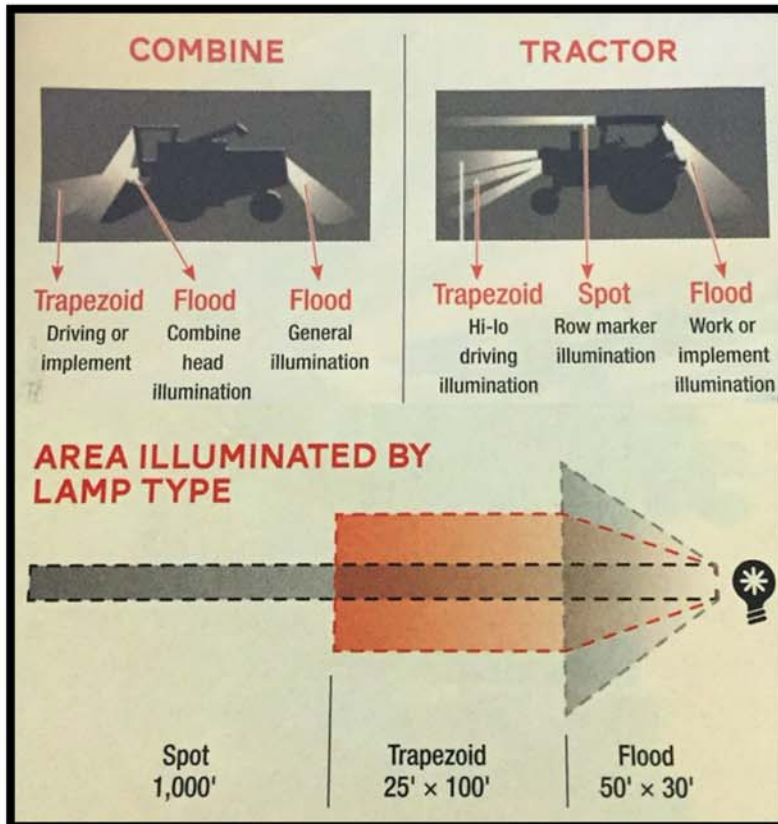 COMBINE
Trapezoid
Driving or
implement
Flood
Combine
head
illumination
Flood
General
illumination
TRACTOR
Trapezoid
Hi-lo
driving
illumination
Spot
Row marker
illumination
Flood
Work or
implement
illumination
AREA ILLUMINATED BY
LAMP TYPE
Spot
1,000'
Trapezoid
25' × 100'
Flood
50' × 30'